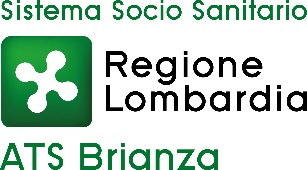 Sistema Socio Sanitario
Regione
Lombardia
ATS Brianza